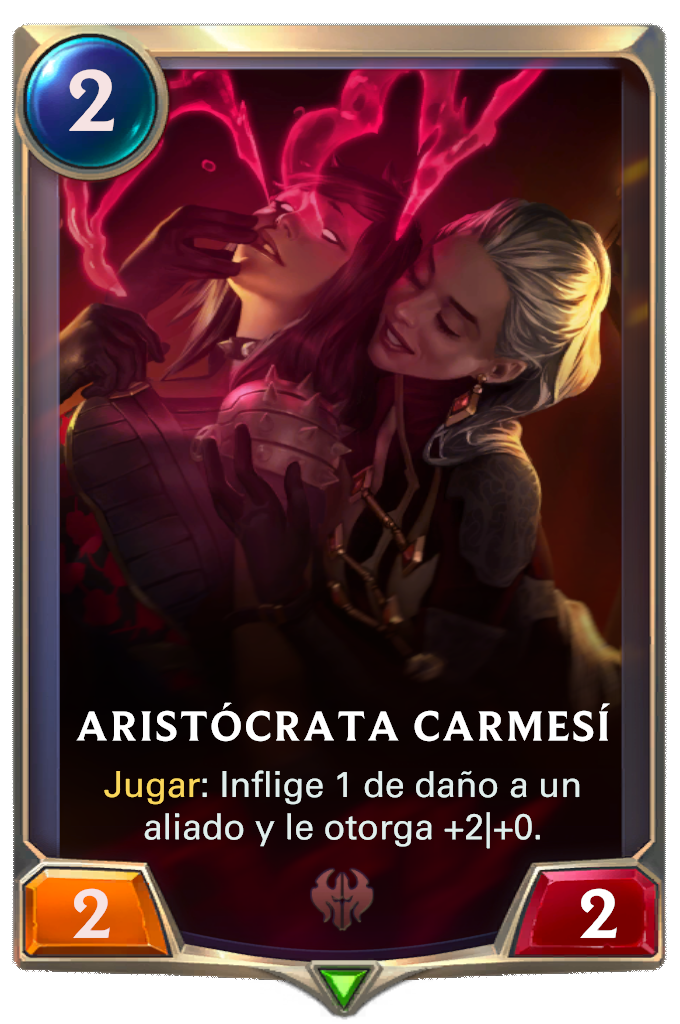 2
ARISTÓCRATA CARMESÍ
Jugar: Inflige 1 de daño a un
aliado y le otorga +2|+0.
2
2